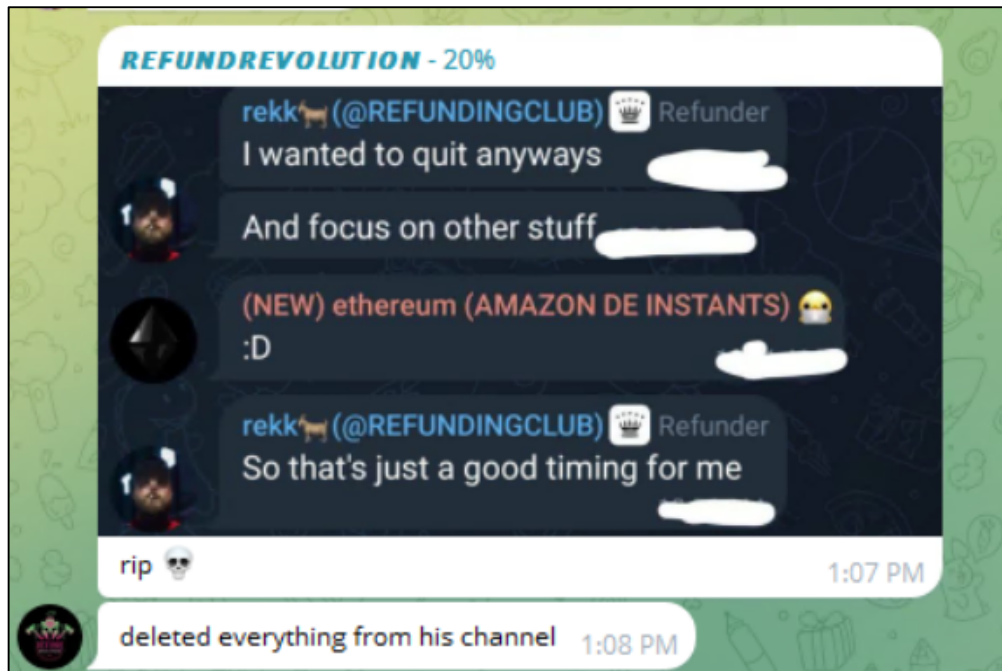 REFUNDREVOLUTION - 20%
rekk🐐(@REFUNDINGCLUB) Refunder
I wanted to quit anyways
And focus on other stuff
(NEW) ethereum (AMAZON DE INSTANTS)
:D
rekk🐐(@REFUNDINGCLUB) Refunder
So that's just a good timing for me
rip 💀
1:07 PM
deleted everything from his channel 1:08 PM